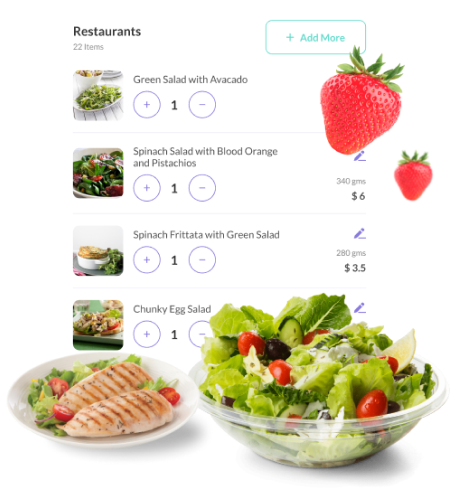 Restaurants
22 Items
+ Add More
Green Salad with Avacado
+ 1 −
Spinach Salad with Blood Orange
and Pistachios
+ 1 −
340 gms
$ 6
Spinach Frittata with Green Salad
+ 1 −
280 gms
$ 3.5
Chunky Egg Salad
+ 1 −